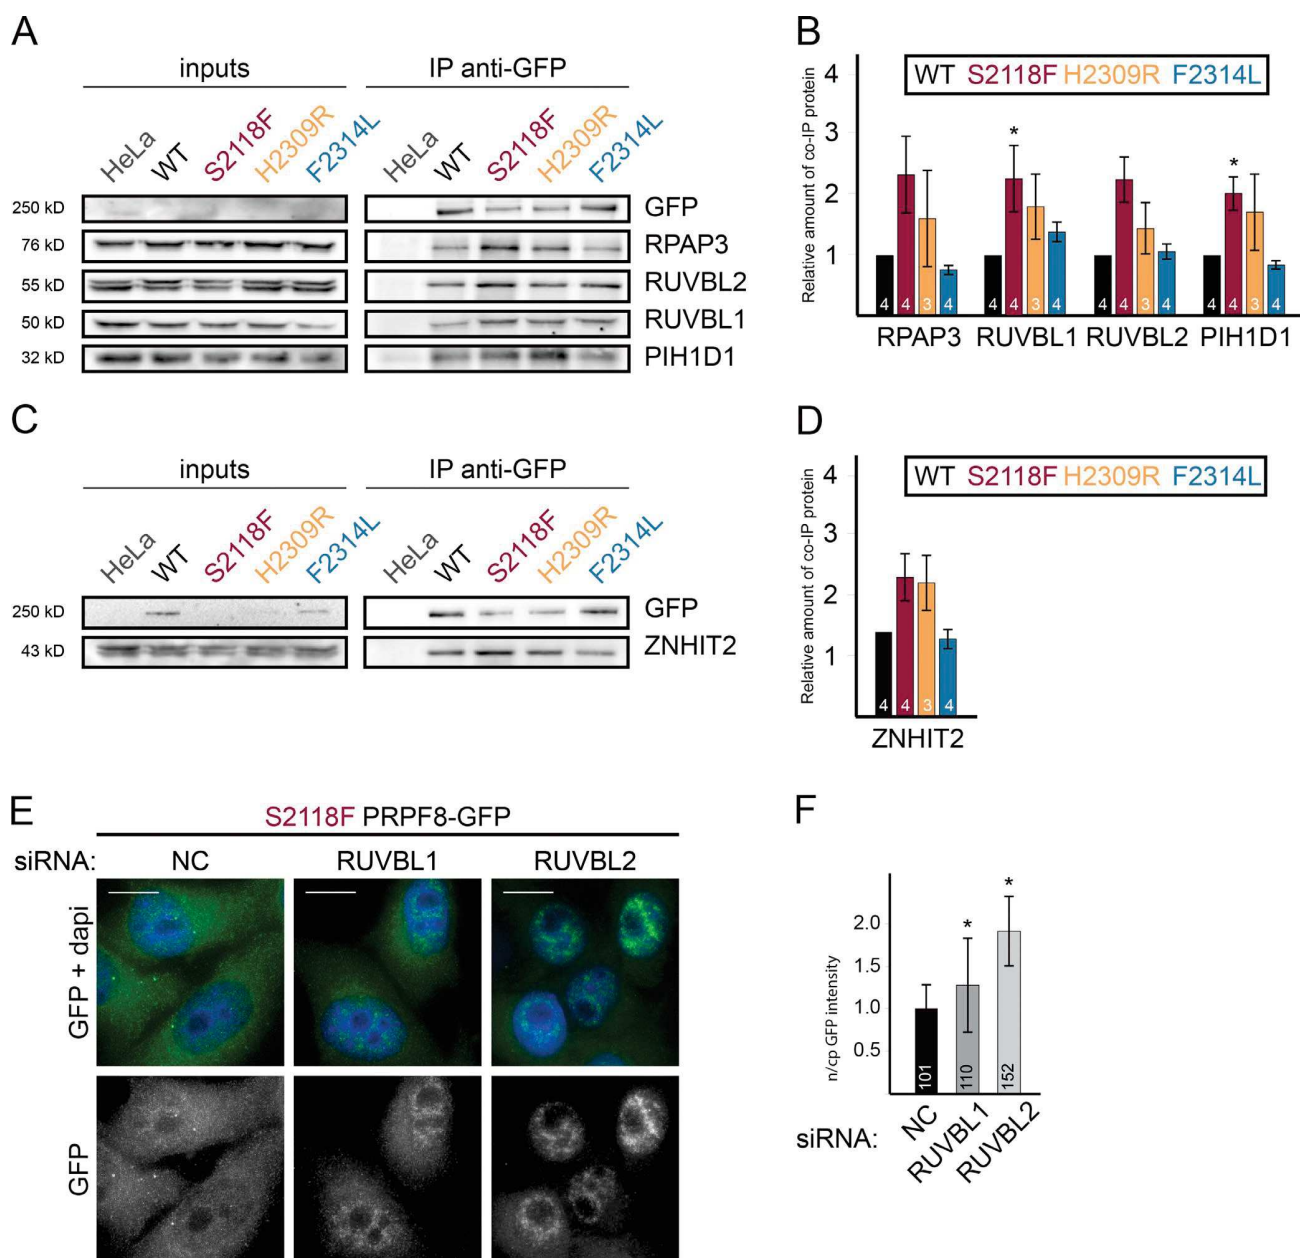 A
inputs
IP anti-GFP
HeLa
WT
S2118F
H2309R
F2314L
HeLa
WT
S2118F
H2309R
F2314L
250 kD
GFP
76 kD
RPAP3
55 kD
RUVBL2
50 kD
RUVBL1
32 kD
PIH1D1
B
WT S2118F H2309R F2314L
Relative amount of co-IP protein
4
3
2
1
* *
4 4 3 4 4 4 3 4 4 4 3 4 4 4 3 4
RPAP3 RUVBL1 RUVBL2 PIH1D1
C
inputs
IP anti-GFP
HeLa
WT
S2118F
H2309R
F2314L
HeLa
WT
S2118F
H2309R
F2314L
250 kD
GFP
43 kD
ZNHIT2
D
WT S2118F H2309R F2314L
Relative amount of co-IP protein
4
3
2
1
4 4 3 4
ZNHIT2
E
S2118F PRPF8-GFP
siRNA: NC RUVBL1 RUVBL2
GFP + dapi
GFP
F
n/cp GFP intensity
2.0
1.5
1.0
0.5
* *
101 110 152
siRNA: NC RUVBL1 RUVBL2